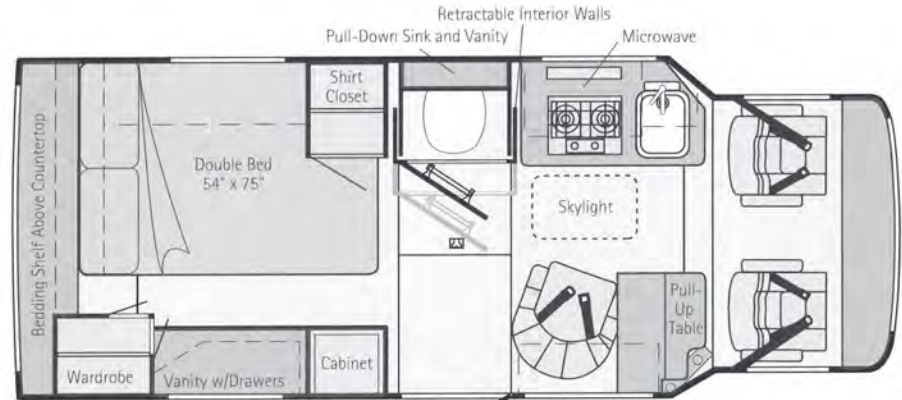 Retractable Interior Walls
Pull-Down Sink and Vanity
Microwave
Shirt
Closet
Bedding Shelf Above Countertop
Double Bed
54" x 75"
Skylight
Pull-
Up
Table
Wardrobe
Vanity w/Drawers
Cabinet